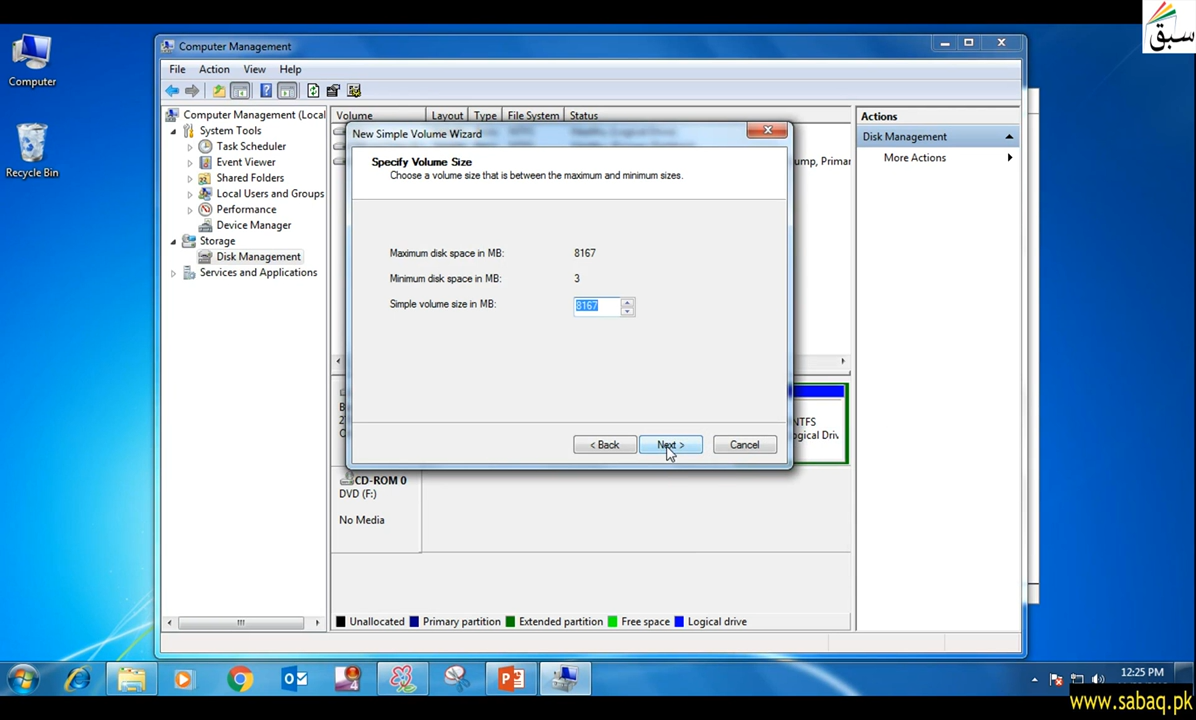 سبق
Computer
Recycle Bin
Computer Management
File Action View Help
Computer Management (Local
System Tools
Task Scheduler
Event Viewer
Shared Folders
Local Users and Groups
Performance
Device Manager
Storage
Disk Management
Services and Applications
Volume Layout Type File System Status
New Simple Volume Wizard
Specify Volume Size
Choose a volume size that is between the maximum and minimum sizes.
Maximum disk space in MB: 8167
Minimum disk space in MB: 3
Simple volume size in MB: 8167
< Back Next > Cancel
ump, Primar
NTFS
ogical Driv
CD-ROM 0
DVD (F:)
No Media
Unallocated Primary partition Extended partition Free space Logical drive
Actions
Disk Management
More Actions
12:25 PM
www.sabaq.pk